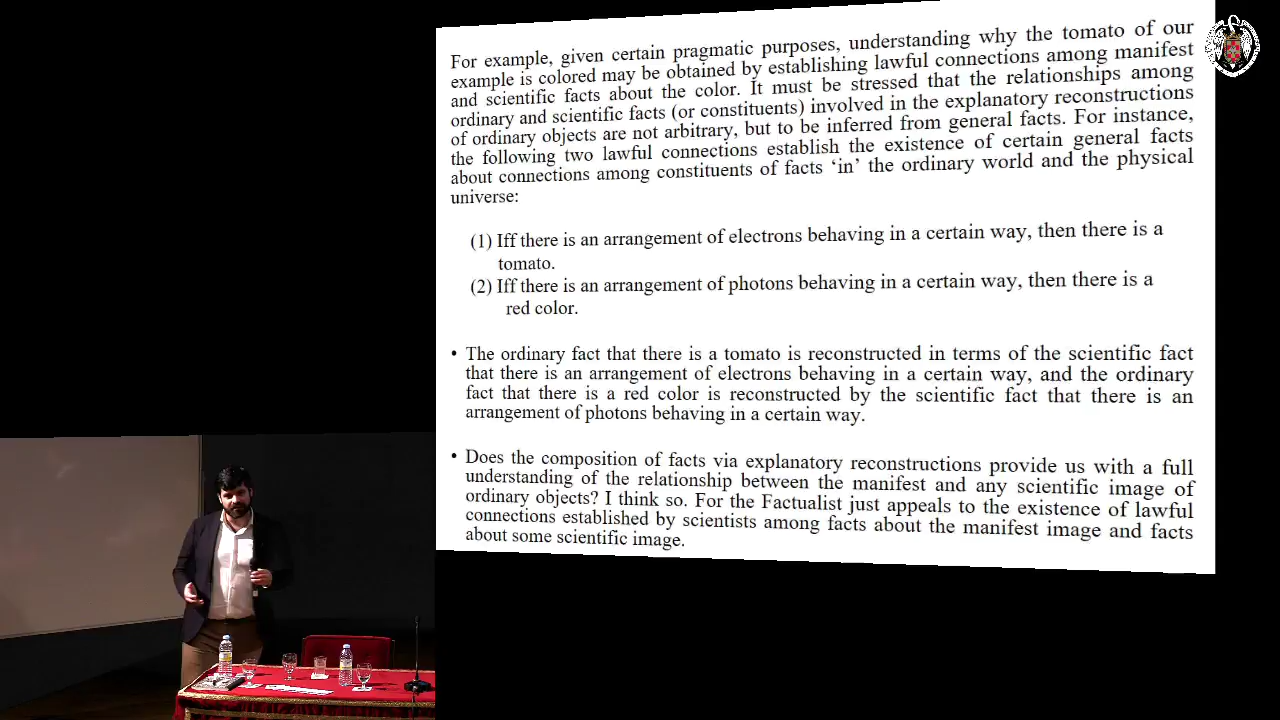 For example, given certain pragmatic purposes, understanding why the tomato of our
example is colored may be obtained by establishing lawful connections among manifest
and scientific facts about the color. It must be stressed that the relationships among
ordinary and scientific facts (or constituents) involved in the explanatory reconstructions
of ordinary objects are not arbitrary, but to be inferred from general facts. For instance,
the following two lawful connections establish the existence of certain general facts
about connections among constituents of facts ‘in’ the ordinary world and the physical
universe:
(1) Iff there is an arrangement of electrons behaving in a certain way, then there is a
tomato.
(2) Iff there is an arrangement of photons behaving in a certain way, then there is a
red color.
• The ordinary fact that there is a tomato is reconstructed in terms of the scientific fact
that there is an arrangement of electrons behaving in a certain way, and the ordinary
fact that there is a red color is reconstructed by the scientific fact that there is an
arrangement of photons behaving in a certain way.
• Does the composition of facts via explanatory reconstructions provide us with a full
understanding of the relationship between the manifest and any scientific image of
ordinary objects? I think so. For the Factualist just appeals to the existence of lawful
connections established by scientists among facts about the manifest image and facts
about some scientific image.